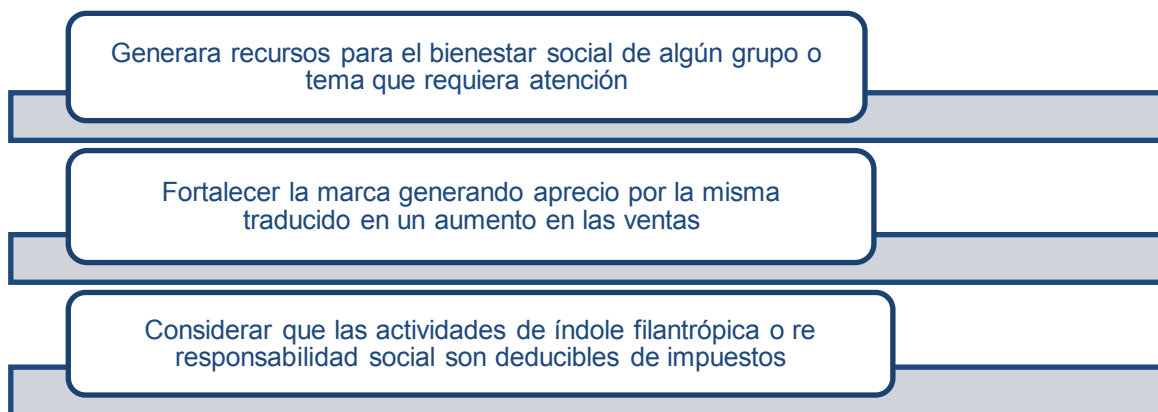 Generara recursos para el bienestar social de algún grupo o
tema que requiera atención
Fortalecer la marca generando aprecio por la misma
traducido en un aumento en las ventas
Considerar que las actividades de índole filantrópica o re
responsabilidad social son deducibles de impuestos